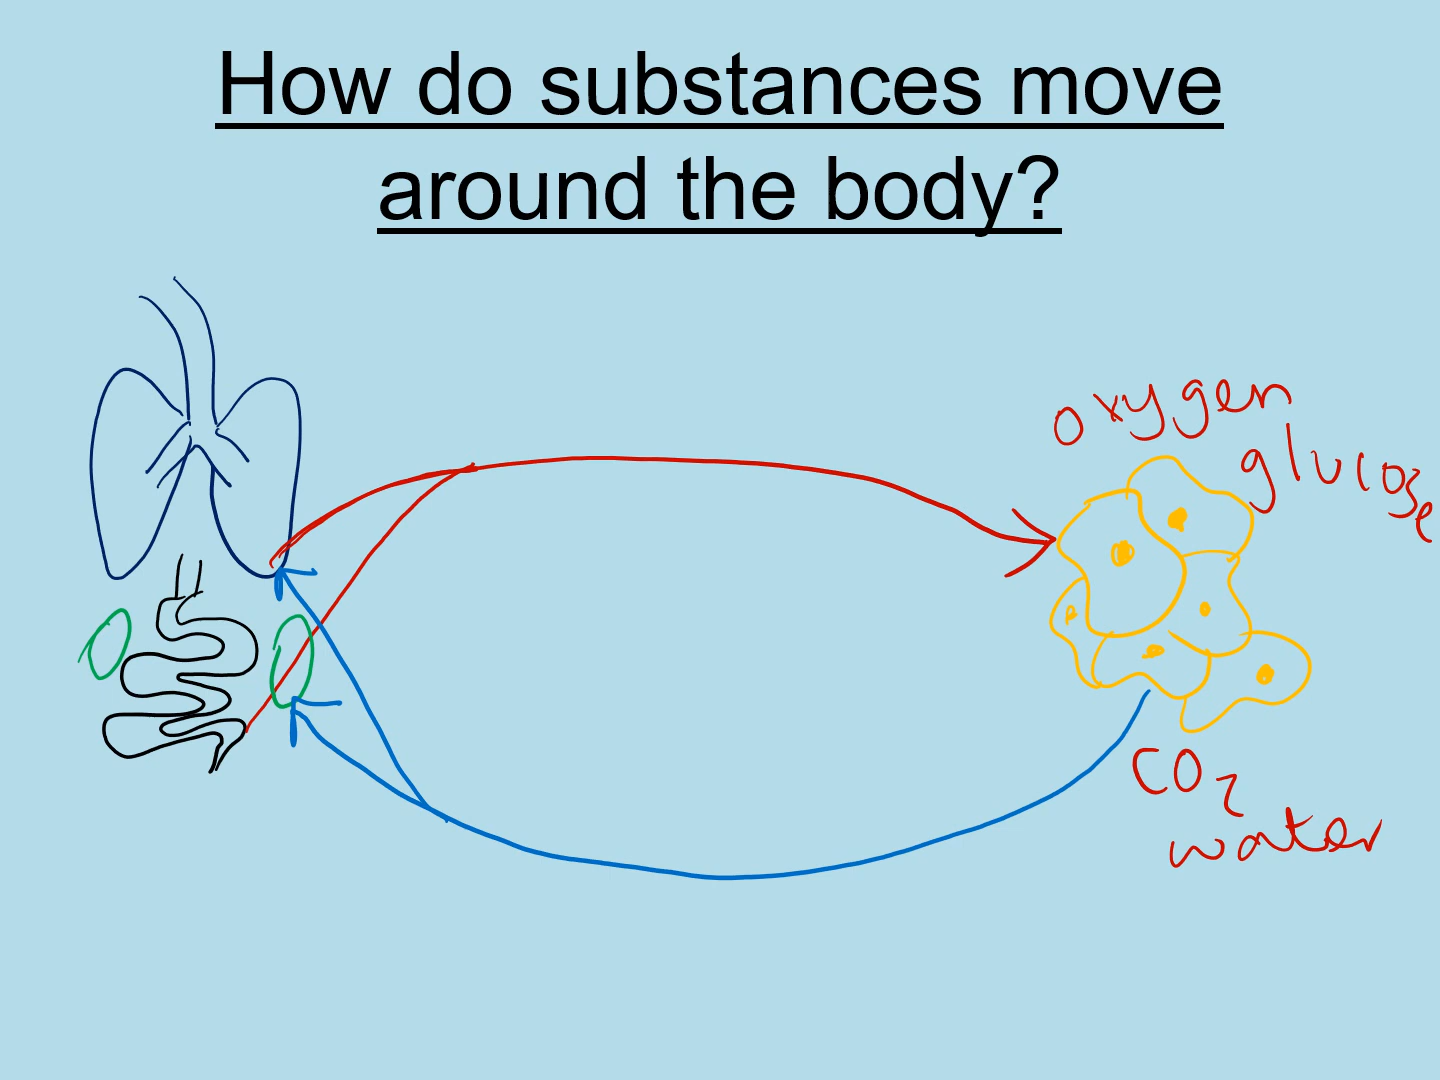 How do substances move
around the body?
oxygen
glucose
CO2
water